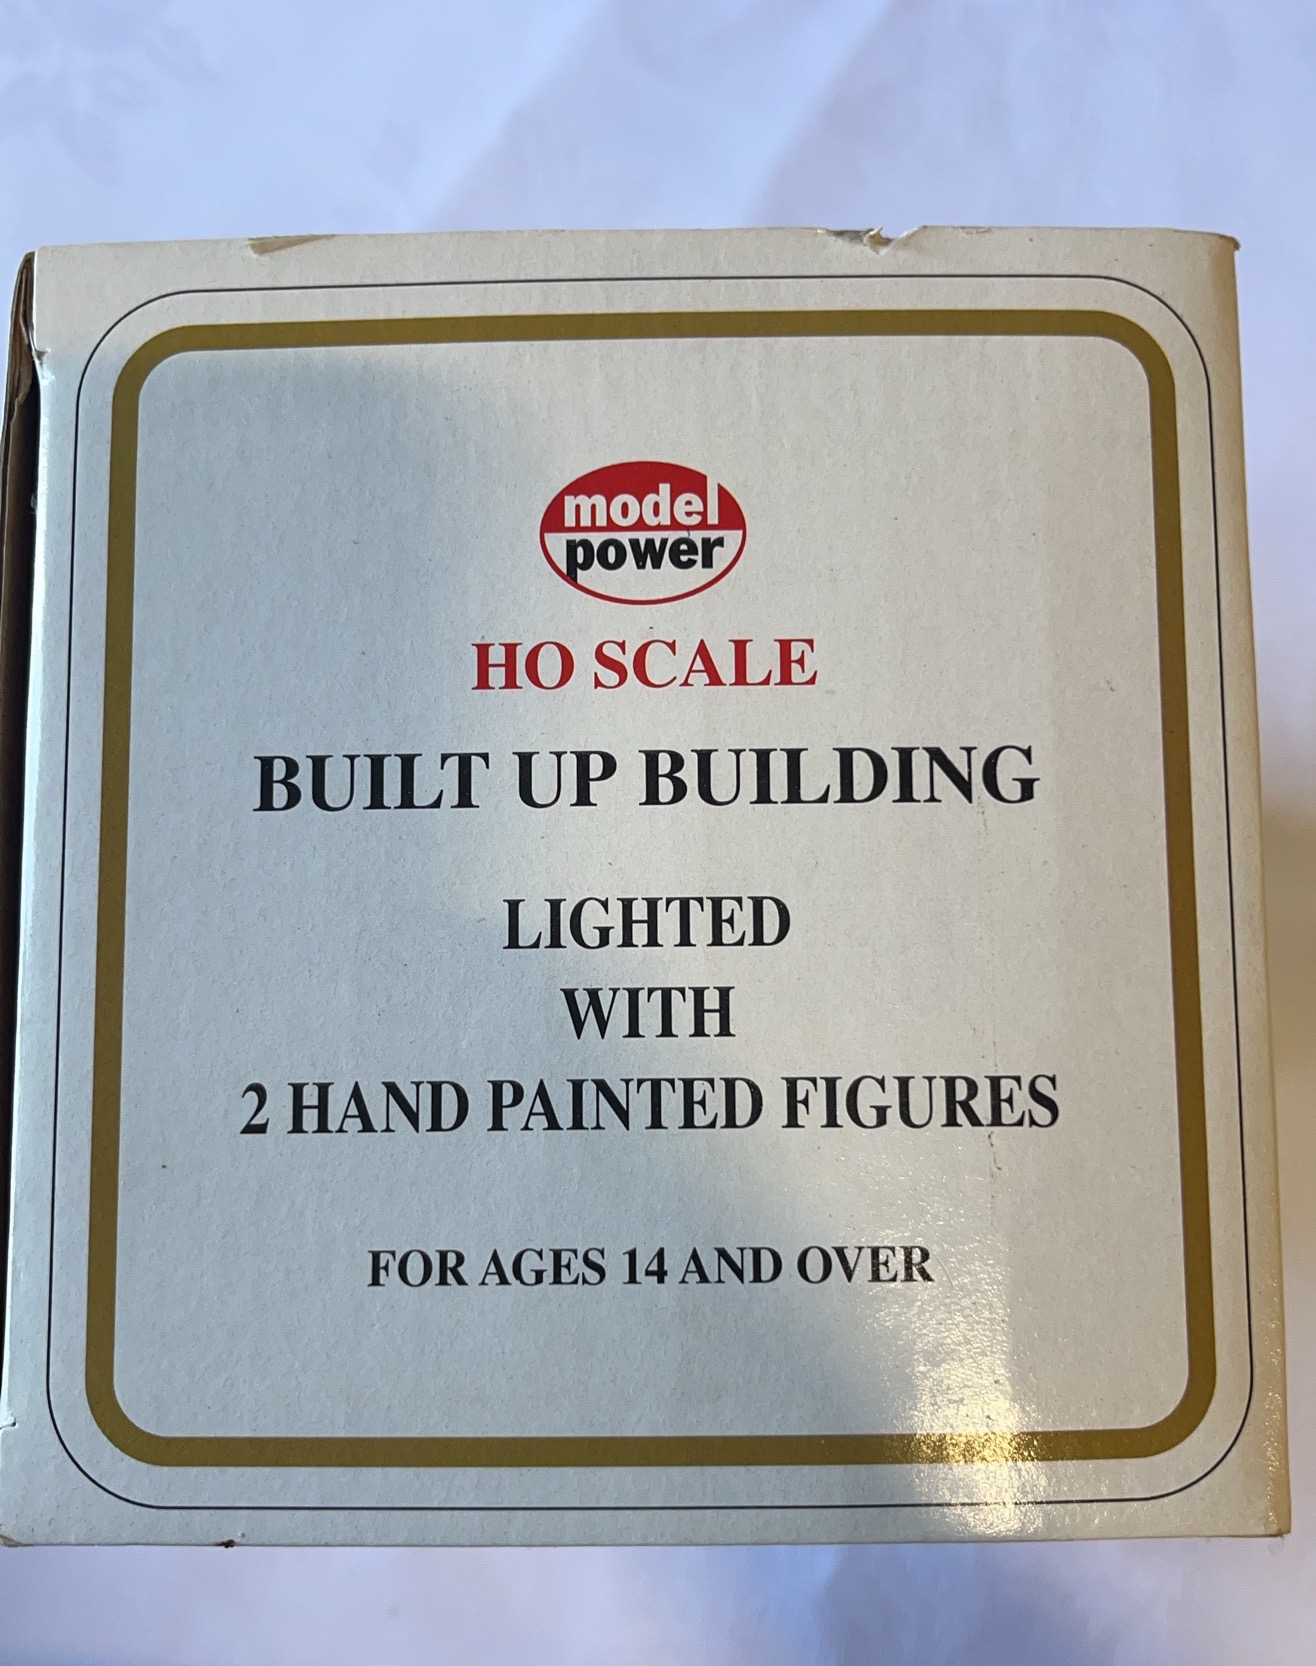 model
power
HO SCALE
BUILT UP BUILDING
LIGHTED
WITH
2 HAND PAINTED FIGURES
FOR AGES 14 AND OVER